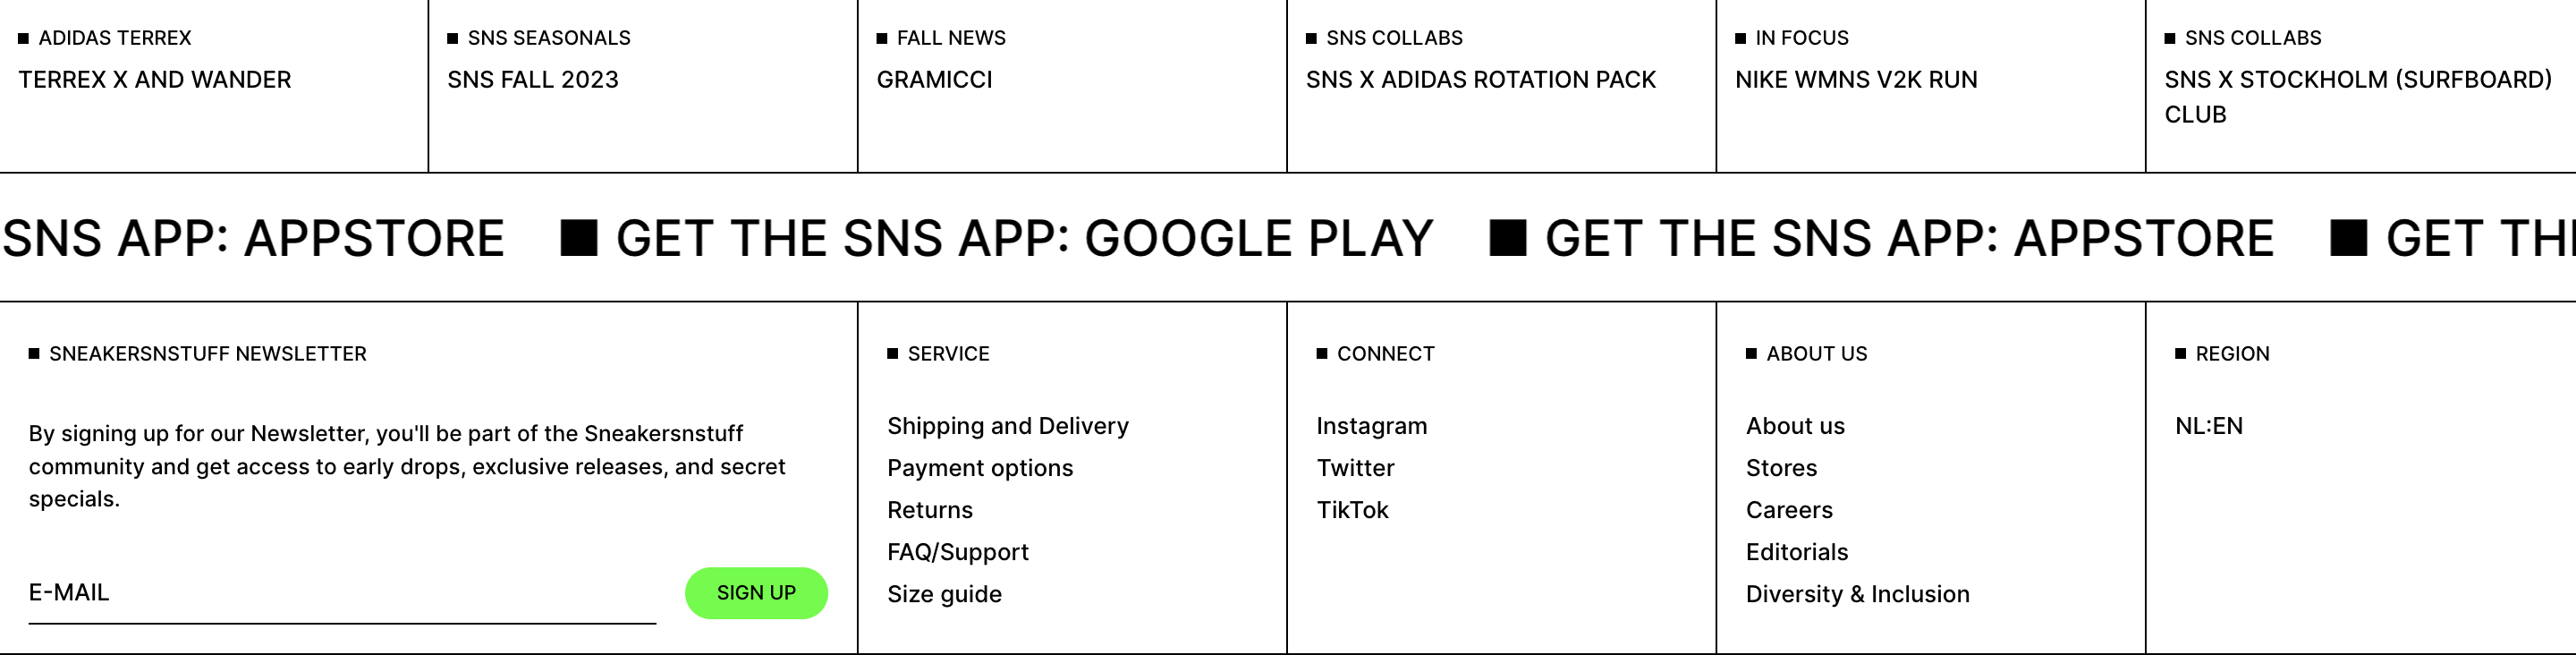 ADIDAS TERREX
TERREX X AND WANDER
SNS SEASONALS
SNS FALL 2023
FALL NEWS
GRAMICCI
SNS COLLABS
SNS X ADIDAS ROTATION PACK
IN FOCUS
NIKE WMNS V2K RUN
SNS COLLABS
SNS X STOCKHOLM (SURFBOARD)
CLUB
SNS APP: APPSTORE ■ GET THE SNS APP: GOOGLE PLAY ■ GET THE SNS APP: APPSTORE ■ GET TH
SNEAKERSNSTUFF NEWSLETTER
By signing up for our Newsletter, you'll be part of the Sneakersnstuff
community and get access to early drops, exclusive releases, and secret
specials.
E-MAIL
SIGN UP
SERVICE
Shipping and Delivery
Payment options
Returns
FAQ/Support
Size guide
CONNECT
Instagram
Twitter
TikTok
ABOUT US
About us
Stores
Careers
Editorials
Diversity & Inclusion
REGION
NL:EN